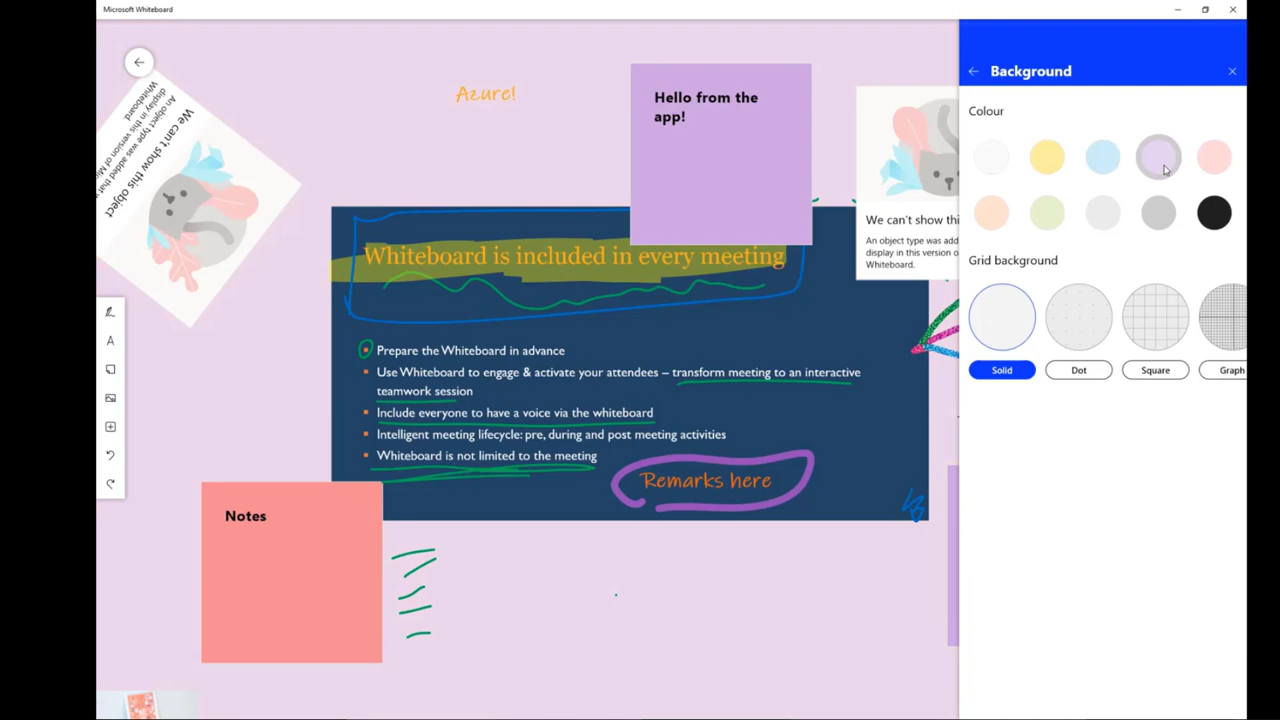 Microsoft Whiteboard
Background
Azure!
Hello from the
app!
Colour
We can't show this object
An object type was added that
display in this version of Mic
Whiteboard.
We can't show thi
An object type was add
display in this version o
Whiteboard.
Whiteboard is included in every meeting
Grid background
Solid
Dot
Square
Graph
Prepare the Whiteboard in advance
Use Whiteboard to engage & activate your attendees – transform meeting to an interactive
teamwork session
Include everyone to have a voice via the whiteboard
Intelligent meeting lifecycle: pre, during and post meeting activities
Whiteboard is not limited to the meeting
Remarks here
Notes